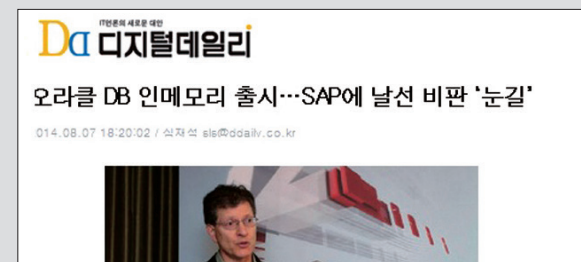 IT언론의 새로운 대안
DD 디지털데일리
오라클 DB 인메모리 출시…SAP에 날선 비판 ‘눈길’
014.08.07 18:20:02 / 심재석 sls@ddaily.co.kr